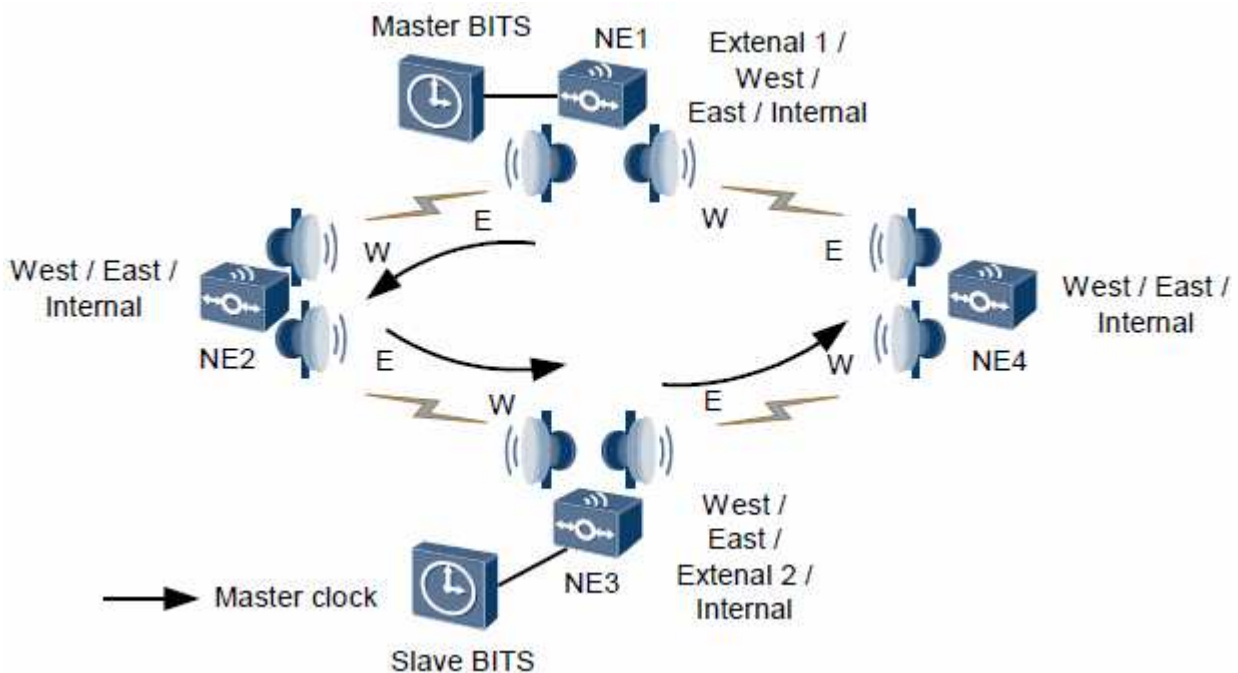 Master BITS
NE1
Extenal 1 /
West /
East / Internal
E
W
W
E
West / East /
Internal
NE2
West / East /
Internal
NE4
E
W
W
E
West /
East /
Extenal 2 /
Internal
NE3
Master clock
Slave BITS